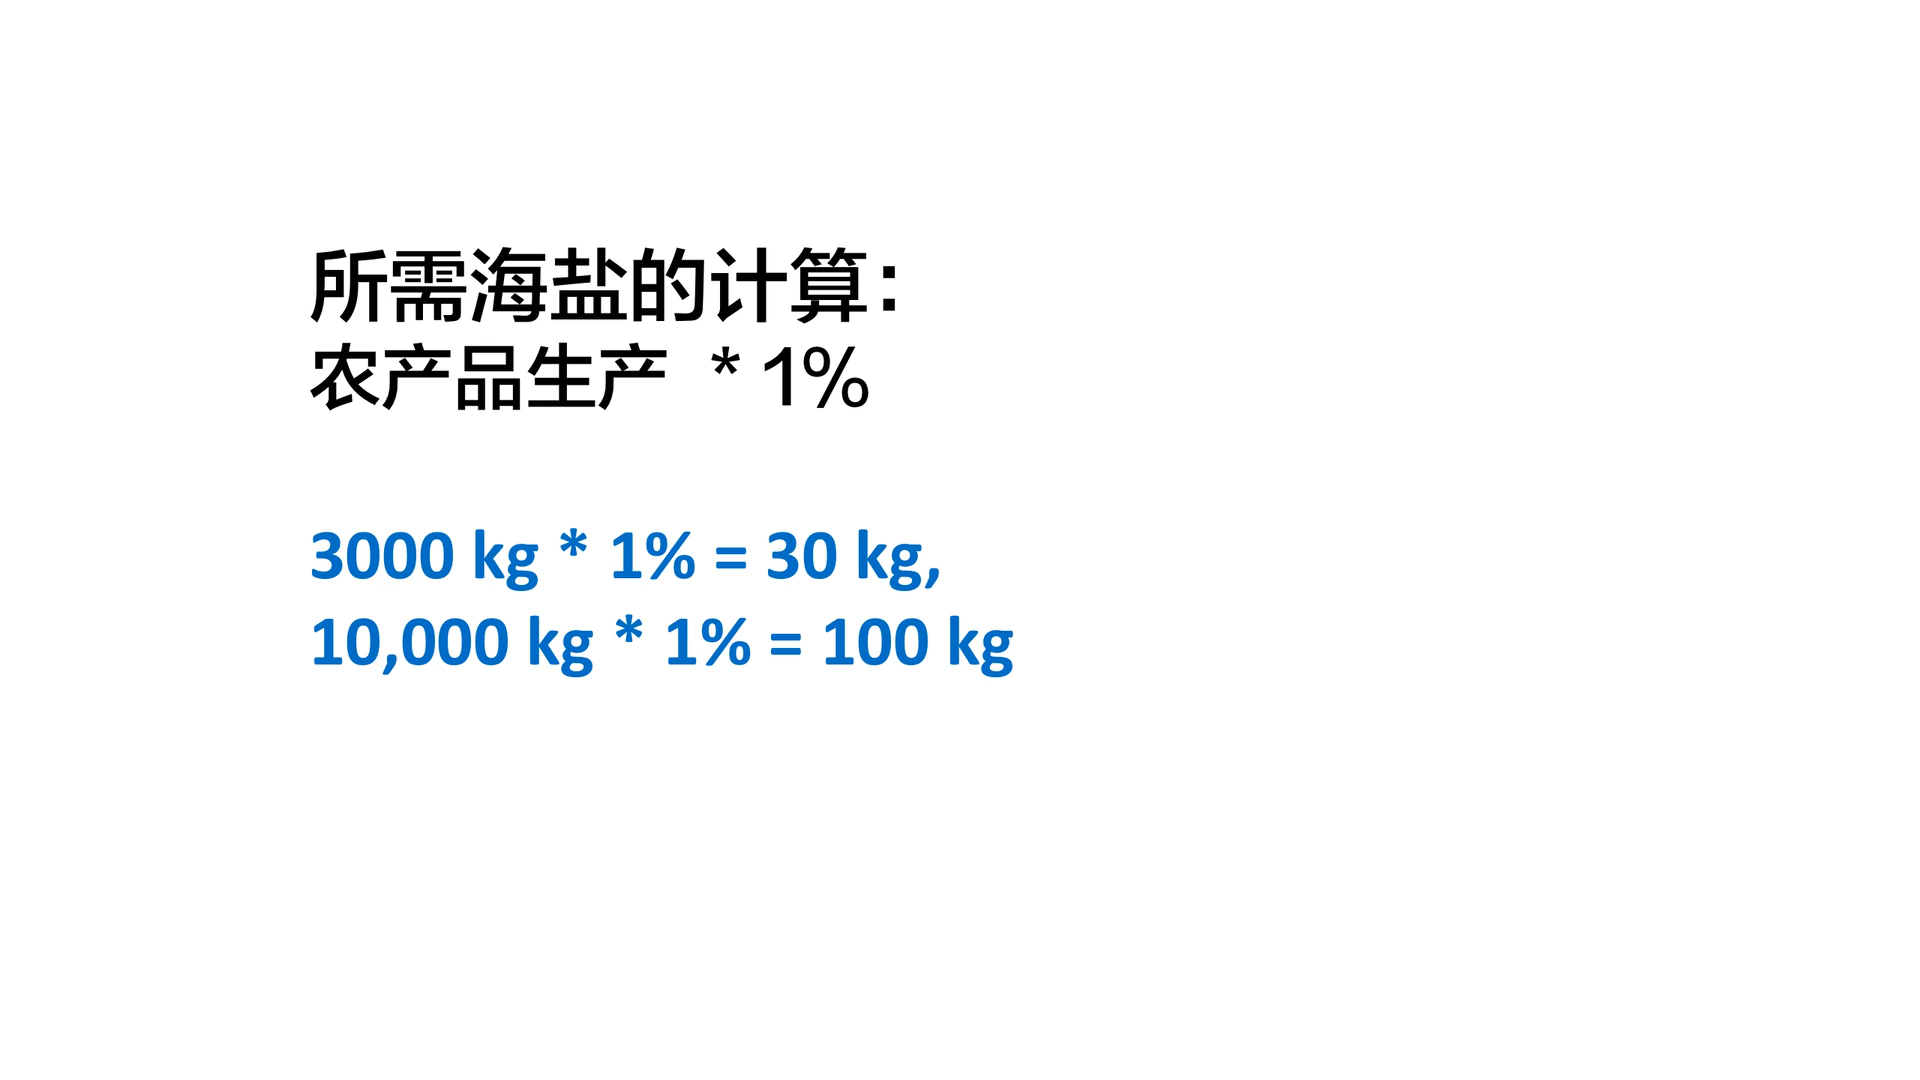 所需海盐的计算：
农产品生产 * 1%
3000 kg * 1% = 30 kg,
10,000 kg * 1% = 100 kg